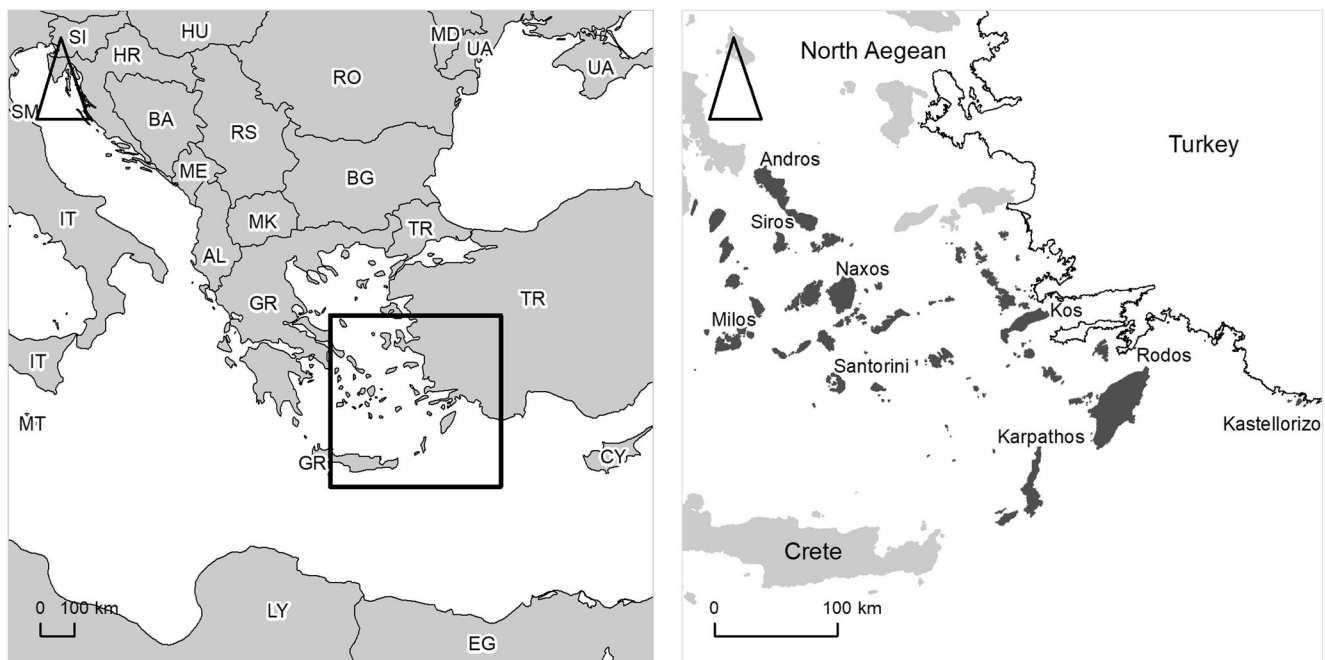 SI
HU
MD
UA
HR
RO
UA
SM
BA
RS
ME
BG
IT
MK
TR
AL
GR
TR
IT
MT
GR
CY
0 100 km
LY
EG
North Aegean
Turkey
Andros
Siros
Naxos
Milos
Kos
Santorini
Rodos
Kastellorizo
Karpathos
Crete
0 100 km